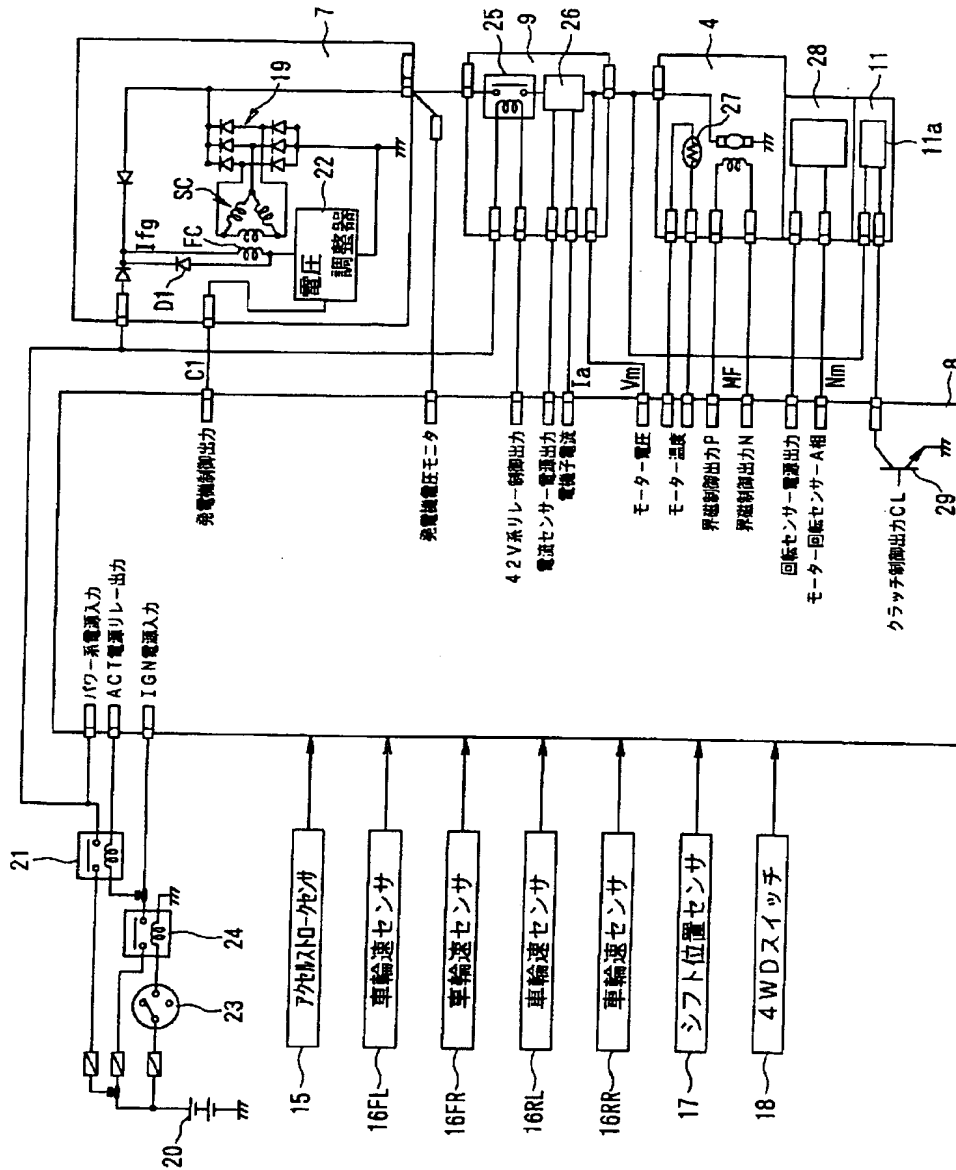 7
19
SC
Ifg
FC
22
電圧
調整器
D1
C1
発電機制御出力
発電機電圧モニタ
9
25
26
42V系リレー制御出力
電流センサー電源出力
電機子電流
Ia
Vm
モーター電圧
モーター温度
界磁制御出力P
界磁制御出力N
MF
4
27
28
11
11a
回転センサー電源出力
モーター回転センサーA相
Nm
クラッチ制御出力CL
29
8
パワー系電源入力
ACT電源リレー出力
IGN電源入力
21
24
23
20
アクセルストロークセンサ
15
車輪速センサ
16FL
車輪速センサ
16FR
車輪速センサ
16RL
車輪速センサ
16RR
シフト位置センサ
17
4WDスイッチ
18